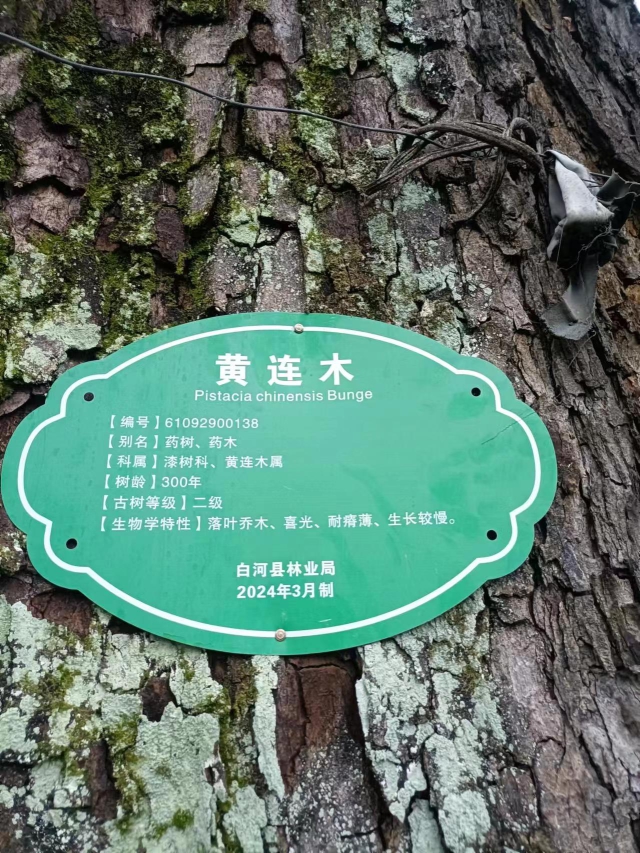 黄连木
Pistacia chinensis Bunge
【编号】61092900138
【别名】药树、药木
【科属】漆树科、黄连木属
【树龄】300年
【古树等级】二级
【生物学特性】落叶乔木、喜光、耐瘠薄、生长较慢。
白河县林业局
2024年3月制